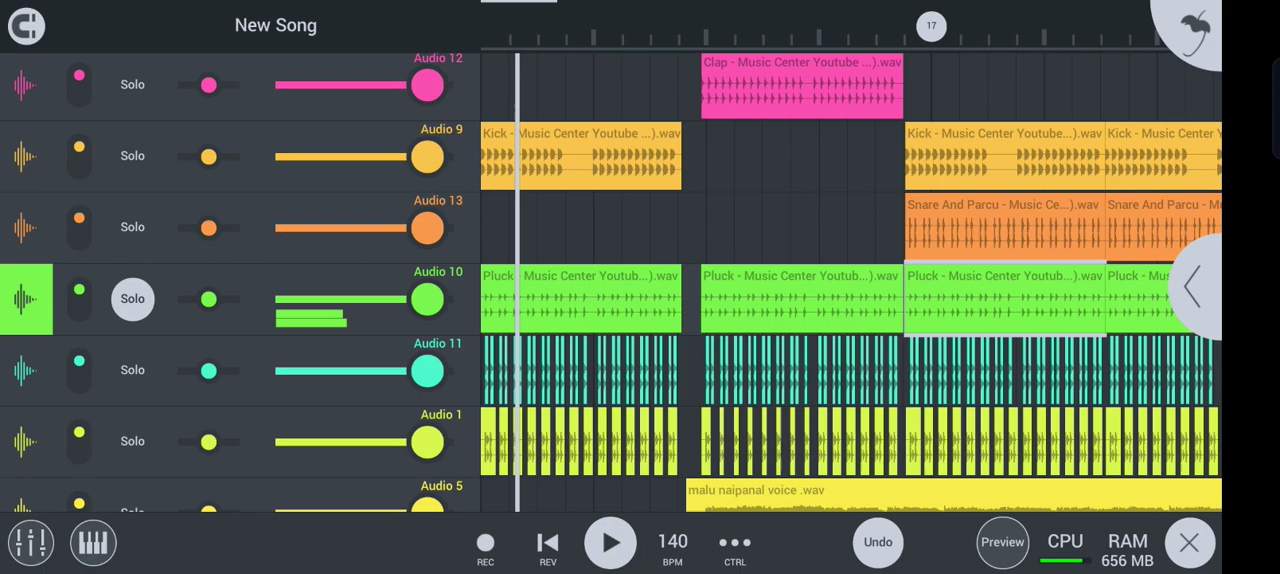 New Song
17
Audio 12
Solo
Clap - Music Center Youtube ...).wav
Audio 9
Solo
Kick - Music Center Youtube ...).wav
Kick - Music Center Youtube...).wav
Kick - Music Center Y
Audio 13
Solo
Snare And Parcu - Music Ce...).wav
Snare And Parcu - Mu
Audio 10
Solo
Pluck - Music Center Youtub...).wav
Pluck - Music Center Youtub...).wav
Pluck - Music Center Youtub...).wav
Pluck - Mus
Audio 11
Solo
Audio 1
Solo
Audio 5
malu naipanal voice .wav
REC
REV
140
BPM
CTRL
Undo
Preview
CPU
RAM
656 MB